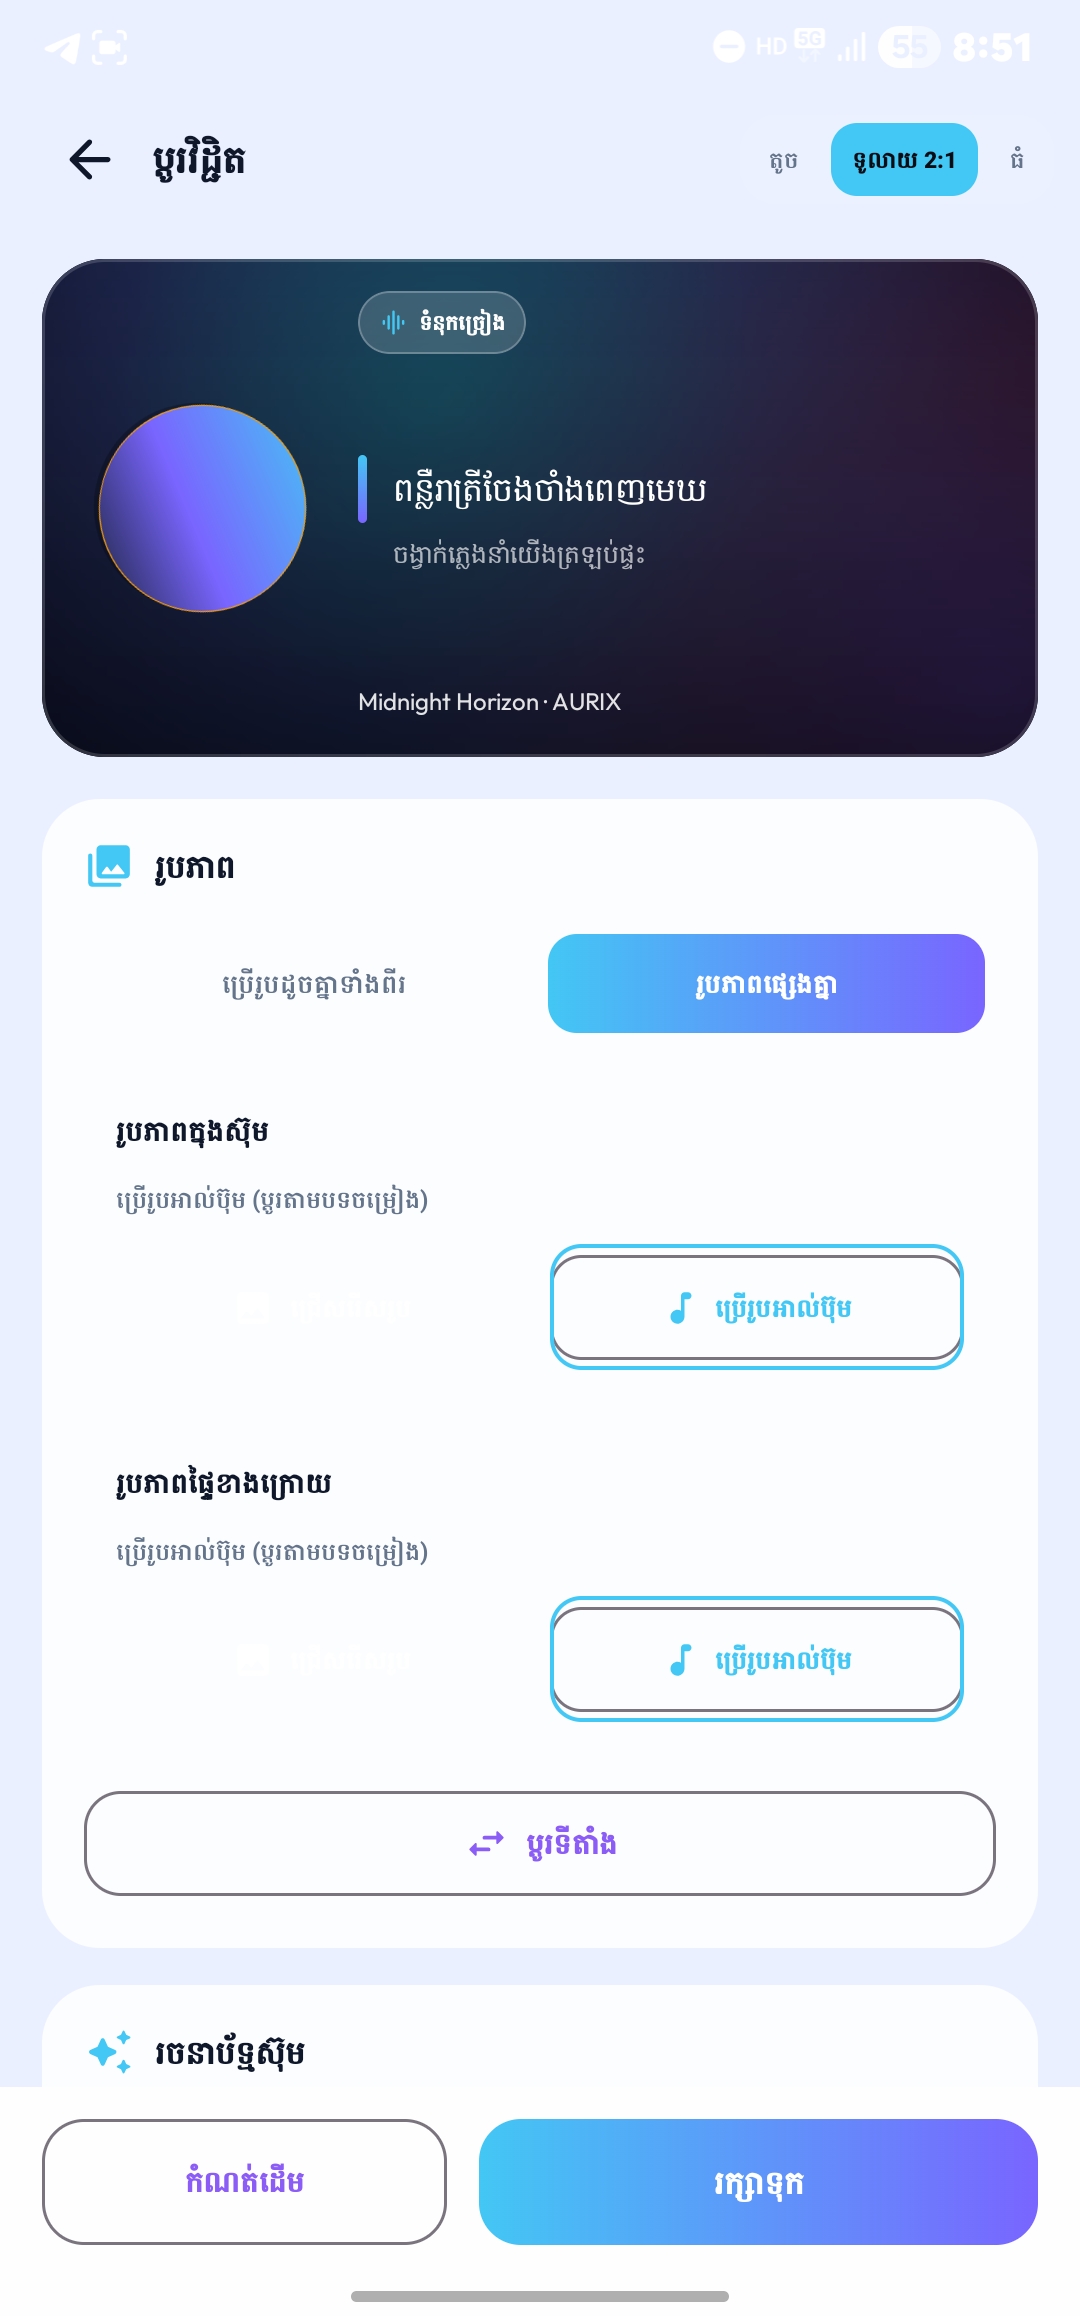 HD 5G 55 8:51
ប្ដូរវិដ្ជិត
តូច ទូលាយ 2:1 ធំ
ទំនុកច្រៀង
ពន្លឺរាត្រីចែងចាំងពេញមេឃ
ចង្វាក់ភ្លេងនាំយើងត្រឡប់ផ្ទះ
Midnight Horizon · AURIX
រូបភាព
ប្រើរូបដូចគ្នាទាំងពីរ រូបភាពផ្សេងគ្នា
រូបភាពក្នុងស៊ុម
ប្រើរូបអាល់ប៊ុម (ប្ដូរតាមបទចម្រៀង)
ប្រើរូបអាល់ប៊ុម
រូបភាពផ្ទៃខាងក្រោយ
ប្រើរូបអាល់ប៊ុម (ប្ដូរតាមបទចម្រៀង)
ប្រើរូបអាល់ប៊ុម
ប្ដូរទីតាំង
រចនាប័ទ្មស៊ុម
កំណត់ដើម រក្សាទុក